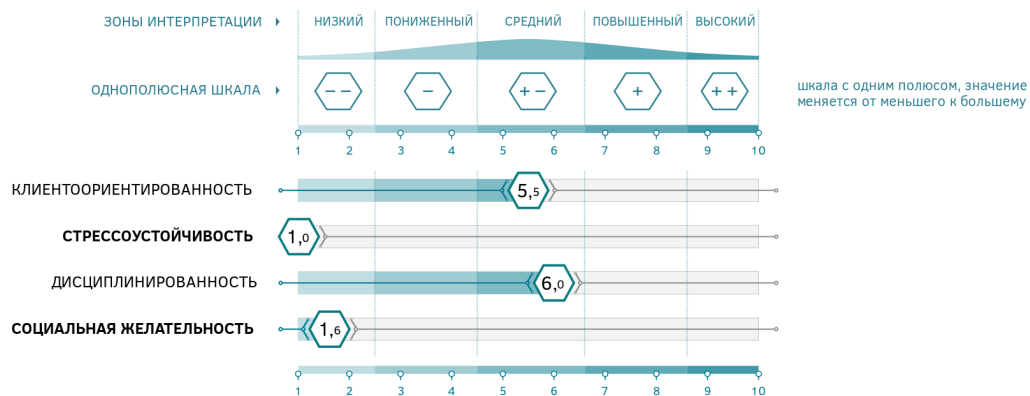 ЗОНЫ ИНТЕРПРЕТАЦИИ НИЗКИЙ ПОНИЖЕННЫЙ СРЕДНИЙ ПОВЫШЕННЫЙ ВЫСОКИЙ
ОДНОПОЛЮСНАЯ ШКАЛА – – – + – + + +
шкала с одним полюсом, значение
меняется от меньшего к большему
1 2 3 4 5 6 7 8 9 10
КЛИЕНТООРИЕНТИРОВАННОСТЬ 5,5
СТРЕССОУСТОЙЧИВОСТЬ 1,0
ДИСЦИПЛИНИРОВАННОСТЬ 6,0
СОЦИАЛЬНАЯ ЖЕЛАТЕЛЬНОСТЬ 1,6
1 2 3 4 5 6 7 8 9 10